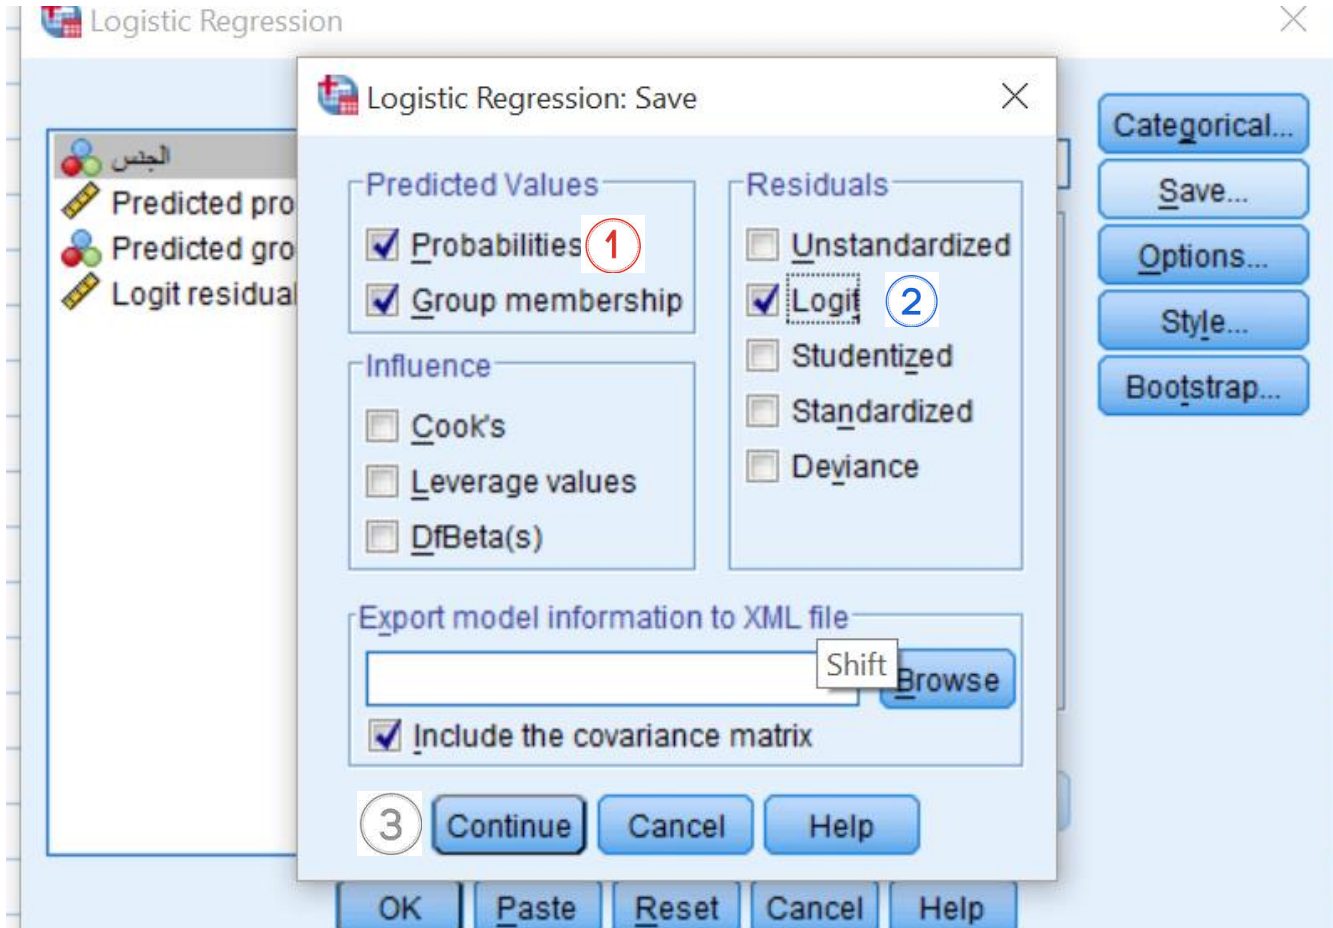 Logistic Regression
Logistic Regression: Save
الجنس
Predicted pro
Predicted gro
Logit residual
Predicted Values
Probabilities 1
Group membership
Influence
Cook's
Leverage values
DfBeta(s)
Residuals
Unstandardized
Logit 2
Studentized
Standardized
Deviance
Export model information to XML file
Shift
Browse
Include the covariance matrix
3 Continue Cancel Help
Categorical...
Save...
Options...
Style...
Bootstrap...
OK Paste Reset Cancel Help